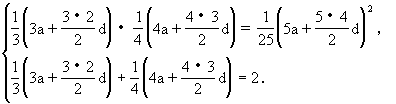 { 1/3(3a + (3·2)/2 d) · 1/4(4a + (4·3)/2 d) = 1/25(5a + (5·4)/2 d)²,
1/3(3a + (3·2)/2 d) + 1/4(4a + (4·3)/2 d) = 2.